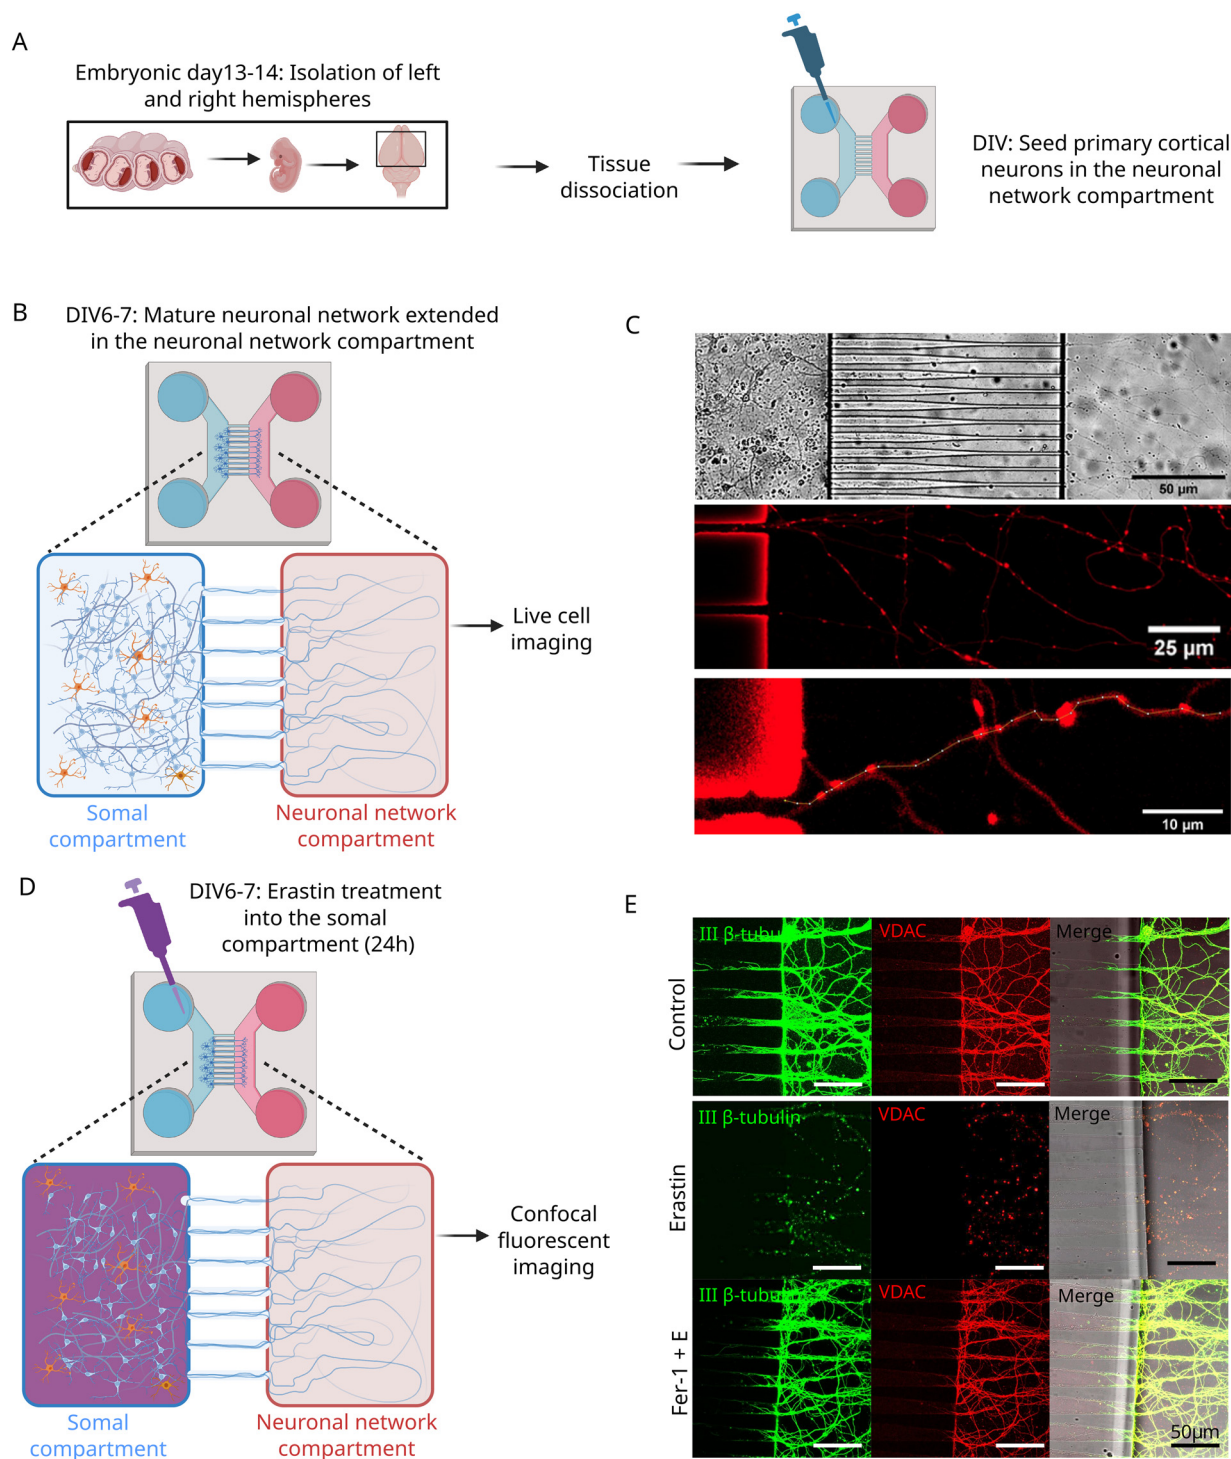 A
Embryonic day13-14: Isolation of left
and right hemispheres
Tissue
dissociation
DIV: Seed primary cortical
neurons in the neuronal
network compartment
B
DIV6-7: Mature neuronal network extended
in the neuronal network compartment
Live cell
imaging
Somal
compartment
Neuronal network
compartment
C
50 µm
25 µm
10 µm
D
DIV6-7: Erastin treatment
into the somal
compartment (24h)
Confocal
fluorescent
imaging
Somal
compartment
Neuronal network
compartment
E
Control
III β-tubu
VDAC
Merge
Erastin
III β-tubulin
VDAC
Merge
Fer-1 + E
III β-tubulin
VDAC
Merge
50µm